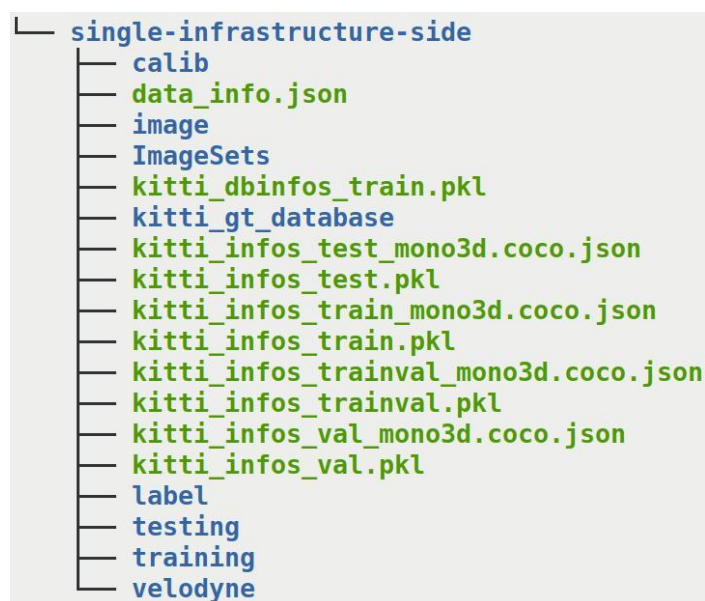 single-infrastructure-side
calib
data_info.json
image
ImageSets
kitti_dbinfos_train.pkl
kitti_gt_database
kitti_infos_test_mono3d.coco.json
kitti_infos_test.pkl
kitti_infos_train_mono3d.coco.json
kitti_infos_train.pkl
kitti_infos_trainval_mono3d.coco.json
kitti_infos_trainval.pkl
kitti_infos_val_mono3d.coco.json
kitti_infos_val.pkl
label
testing
training
velodyne